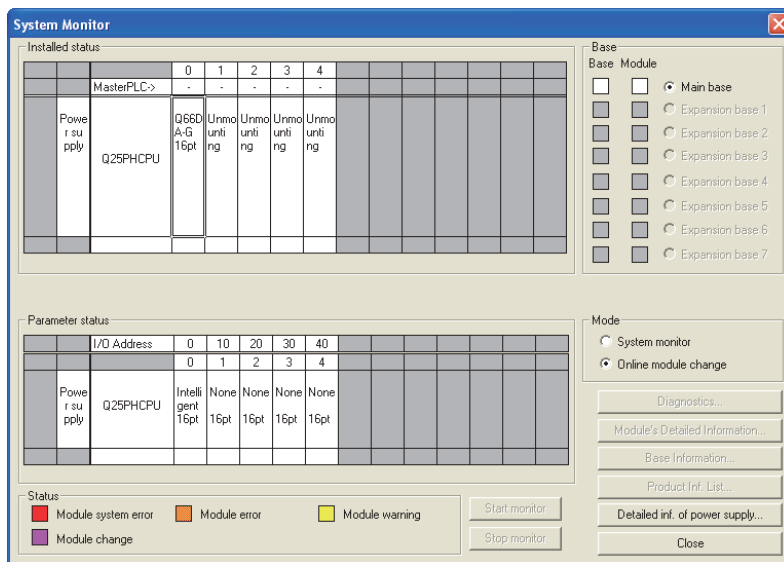 System Monitor
Installed status
0 1 2 3 4
MasterPLC-> - - - - -
Powe
r su
pply
Q25PHCPU
Q66D
A-G
16pt
Unmo
unti
ng
Unmo
unti
ng
Unmo
unti
ng
Unmo
unti
ng
Base
Base Module
Main base
Expansion base 1
Expansion base 2
Expansion base 3
Expansion base 4
Expansion base 5
Expansion base 6
Expansion base 7
Parameter status
I/O Address 0 10 20 30 40
0 1 2 3 4
Powe
r su
pply
Q25PHCPU
Intelli
gent
16pt
None
16pt
None
16pt
None
16pt
None
16pt
Mode
System monitor
Online module change
Diagnostics...
Module's Detailed Information...
Base Information...
Product Inf. List...
Detailed inf. of power supply...
Close
Status
Module system error
Module error
Module warning
Module change
Start monitor
Stop monitor